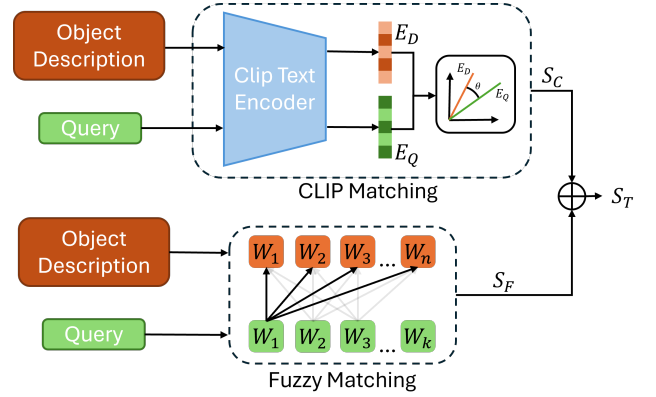 Object
Description
Query
Clip Text
Encoder
E_D
E_Q
E_D
θ
E_Q
CLIP Matching
S_C
S_T
Object
Description
Query
W_1 W_2 W_3 ... W_n
W_1 W_2 W_3 ... W_k
Fuzzy Matching
S_F